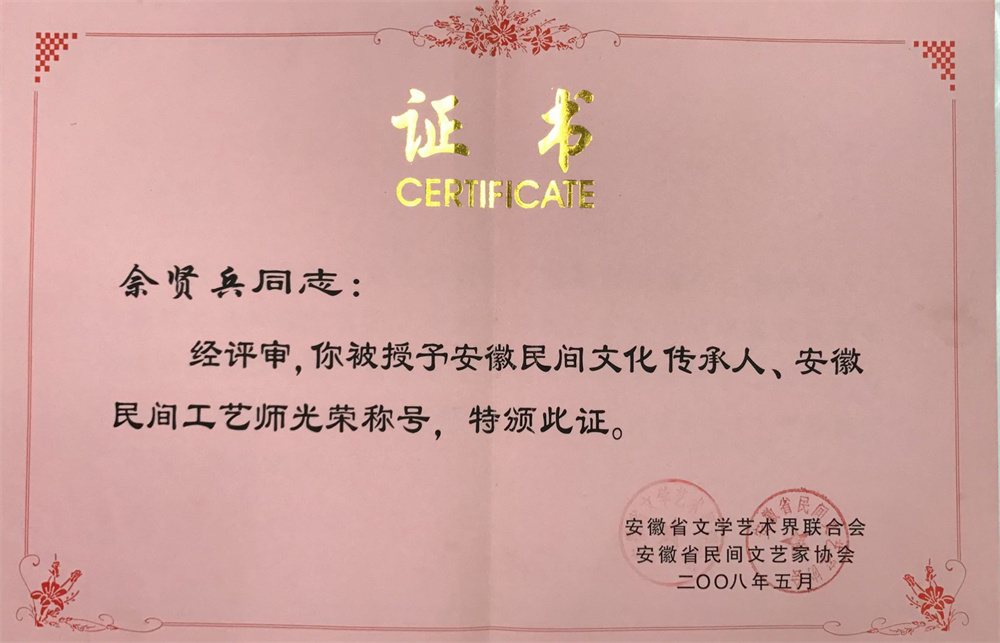 证书
CERTIFICATE
余贤兵同志：
经评审，你被授予安徽民间文化传承人、安徽
民间工艺师光荣称号，特颁此证。
安徽省文学艺术界联合会
安徽省民间文艺家协会
二〇〇八年五月